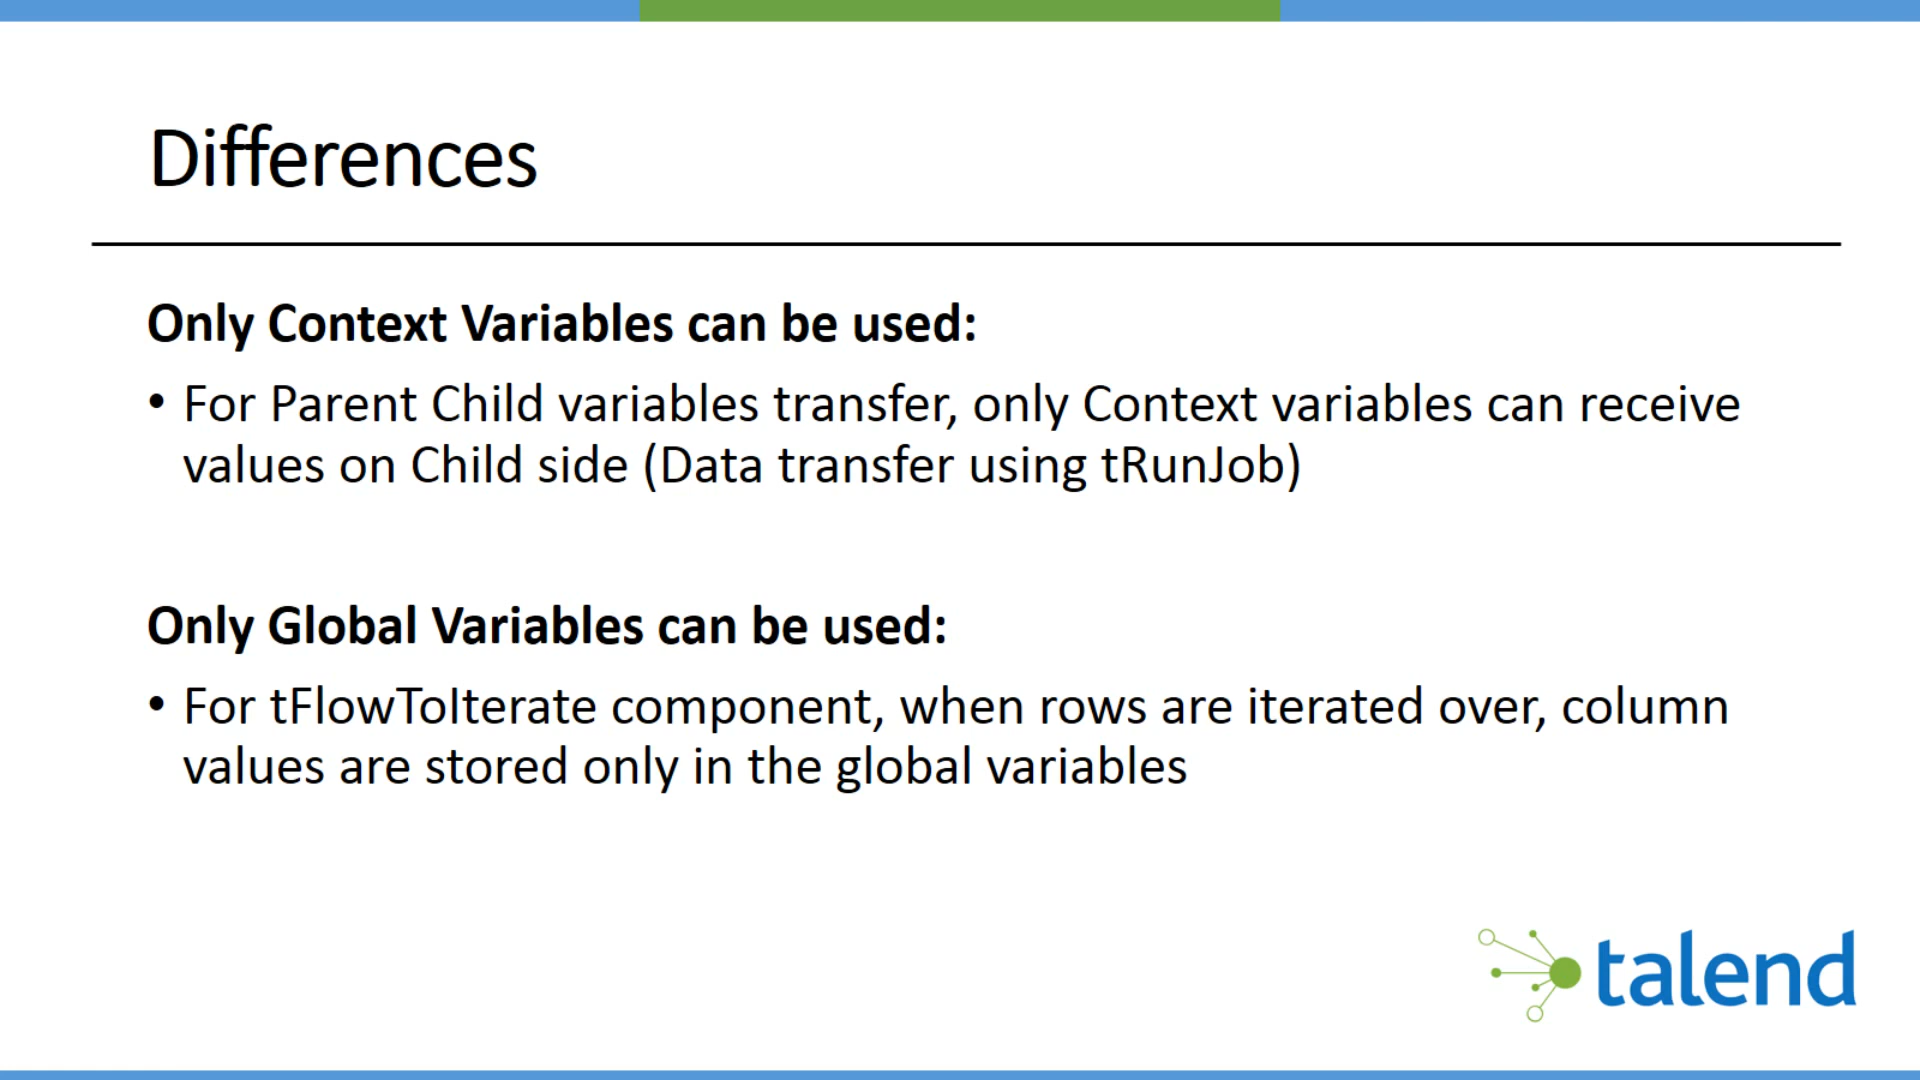 Differences
Only Context Variables can be used:
• For Parent Child variables transfer, only Context variables can receive
values on Child side (Data transfer using tRunJob)
Only Global Variables can be used:
• For tFlowToIterate component, when rows are iterated over, column
values are stored only in the global variables
talend